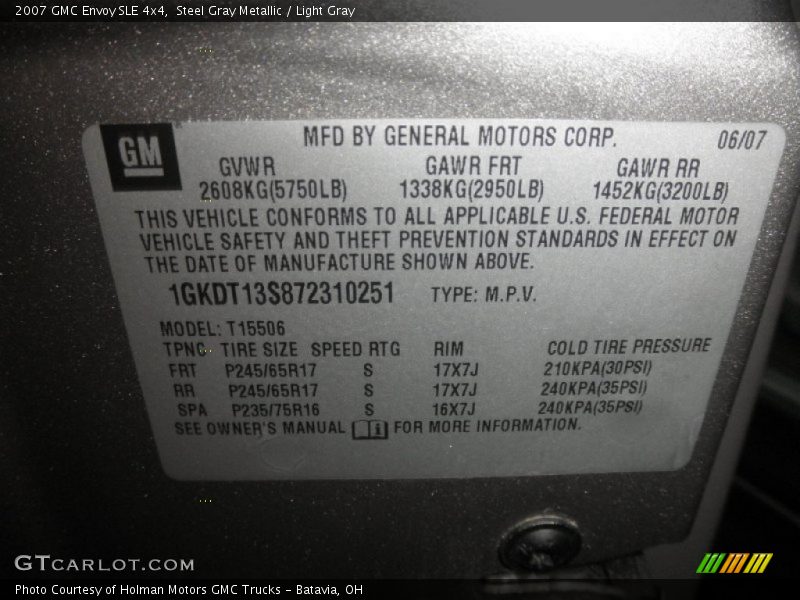 2007 GMC Envoy SLE 4x4, Steel Gray Metallic / Light Gray
GM
MFD BY GENERAL MOTORS CORP. 06/07
GVWR GAWR FRT GAWR RR
2608KG(5750LB) 1338KG(2950LB) 1452KG(3200LB)
THIS VEHICLE CONFORMS TO ALL APPLICABLE U.S. FEDERAL MOTOR
VEHICLE SAFETY AND THEFT PREVENTION STANDARDS IN EFFECT ON
THE DATE OF MANUFACTURE SHOWN ABOVE.
1GKDT13S872310251 TYPE: M.P.V.
MODEL: T15506
TPNC TIRE SIZE SPEED RTG RIM COLD TIRE PRESSURE
FRT P245/65R17 S 17X7J 210KPA(30PSI)
RR P245/65R17 S 17X7J 240KPA(35PSI)
SPA P235/75R16 S 16X7J 240KPA(35PSI)
SEE OWNER'S MANUAL i FOR MORE INFORMATION.
GTCARLOT.COM
Photo Courtesy of Holman Motors GMC Trucks - Batavia, OH